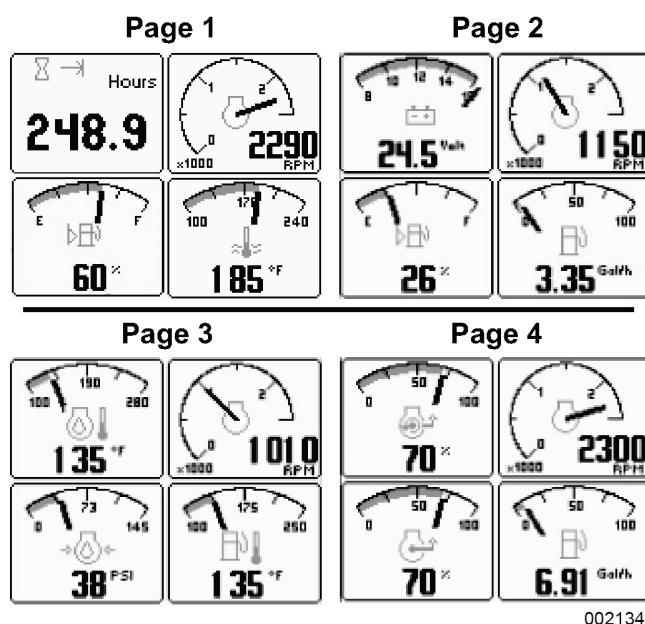 Page 1
Hours
248.9
1 2
0
2290
x1000 RPM
E F
60 %
100 240
185 °F
Page 2
8 10 12 14
24.5 Volt
1 2
0
1150
x1000 RPM
E F
26 %
0 50 100
3.35 Gal/h
Page 3
100 190 280
135 °F
2
0
1010
x1000 RPM
0 73 145
38 PSI
100 175 250
135 °F
Page 4
0 50 100
70 %
1 2
0
2300
x1000 RPM
0 50 100
70 %
0 50 100
6.91 Gal/h
002134